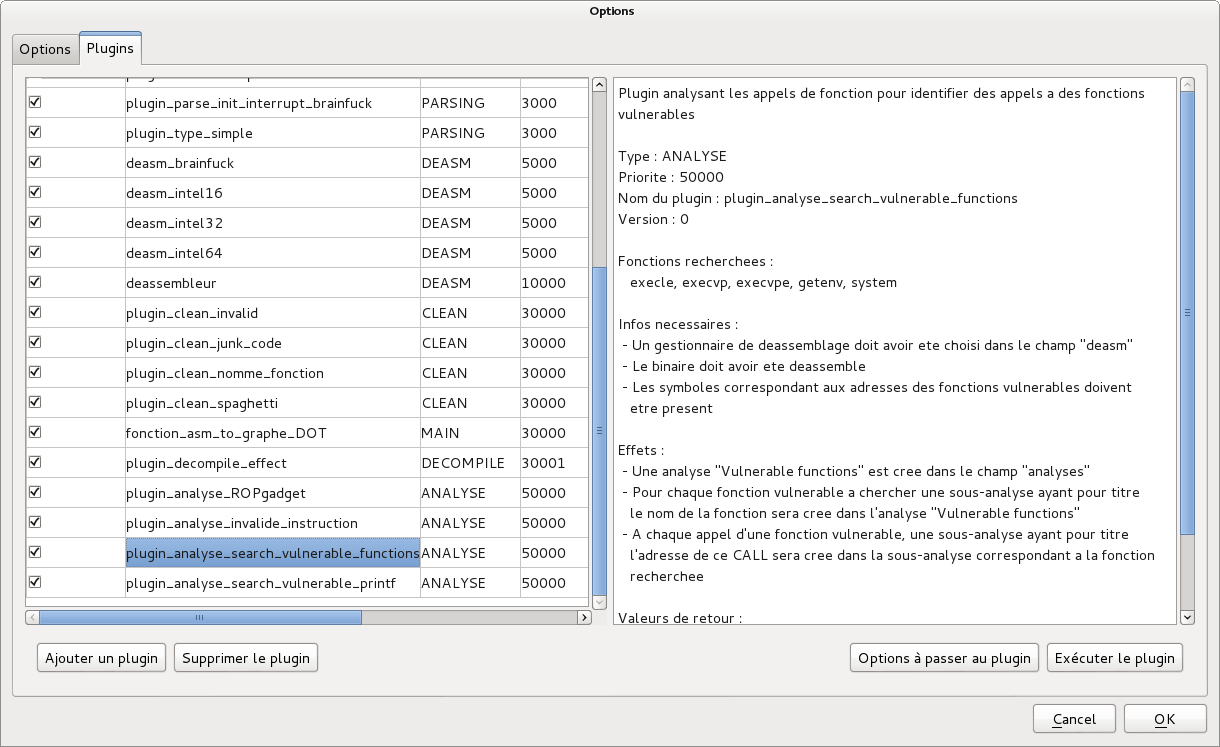 Options
Options Plugins
plugin_parse_init_interrupt_brainfuck PARSING 3000
plugin_type_simple PARSING 3000
deasm_brainfuck DEASM 5000
deasm_intel16 DEASM 5000
deasm_intel32 DEASM 5000
deasm_intel64 DEASM 5000
deassembleur DEASM 10000
plugin_clean_invalid CLEAN 30000
plugin_clean_junk_code CLEAN 30000
plugin_clean_nomme_fonction CLEAN 30000
plugin_clean_spaghetti CLEAN 30000
fonction_asm_to_graphe_DOT MAIN 30000
plugin_decompile_effect DECOMPILE 30001
plugin_analyse_ROPgadget ANALYSE 50000
plugin_analyse_invalide_instruction ANALYSE 50000
plugin_analyse_search_vulnerable_functions ANALYSE 50000
plugin_analyse_search_vulnerable_printf ANALYSE 50000
Plugin analysant les appels de fonction pour identifier des appels a des fonctions
vulnerables
Type : ANALYSE
Priorite : 50000
Nom du plugin : plugin_analyse_search_vulnerable_functions
Version : 0
Fonctions recherchees :
execle, execvp, execvpe, getenv, system
Infos necessaires :
- Un gestionnaire de deassemblage doit avoir ete choisi dans le champ "deasm"
- Le binaire doit avoir ete deassemble
- Les symboles correspondant aux adresses des fonctions vulnerables doivent
etre present
Effets :
- Une analyse "Vulnerable functions" est cree dans le champ "analyses"
- Pour chaque fonction vulnerable a chercher une sous-analyse ayant pour titre
le nom de la fonction sera cree dans l'analyse "Vulnerable functions"
- A chaque appel d'une fonction vulnerable, une sous-analyse ayant pour titre
l'adresse de ce CALL sera cree dans la sous-analyse correspondant a la fonction
recherchee
Valeurs de retour :
Ajouter un plugin Supprimer le plugin Options à passer au plugin Exécuter le plugin
Cancel OK